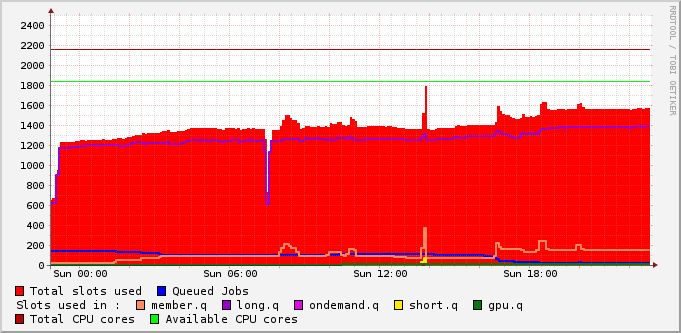 2400
2200
2000
1800
1600
1400
1200
1000
800
600
400
200
0
Sun 00:00 Sun 06:00 Sun 12:00 Sun 18:00
Total slots used Queued Jobs
Slots used in : member.q long.q ondemand.q short.q gpu.q
Total CPU cores Available CPU cores
RRDTOOL / TOBI OETIKER